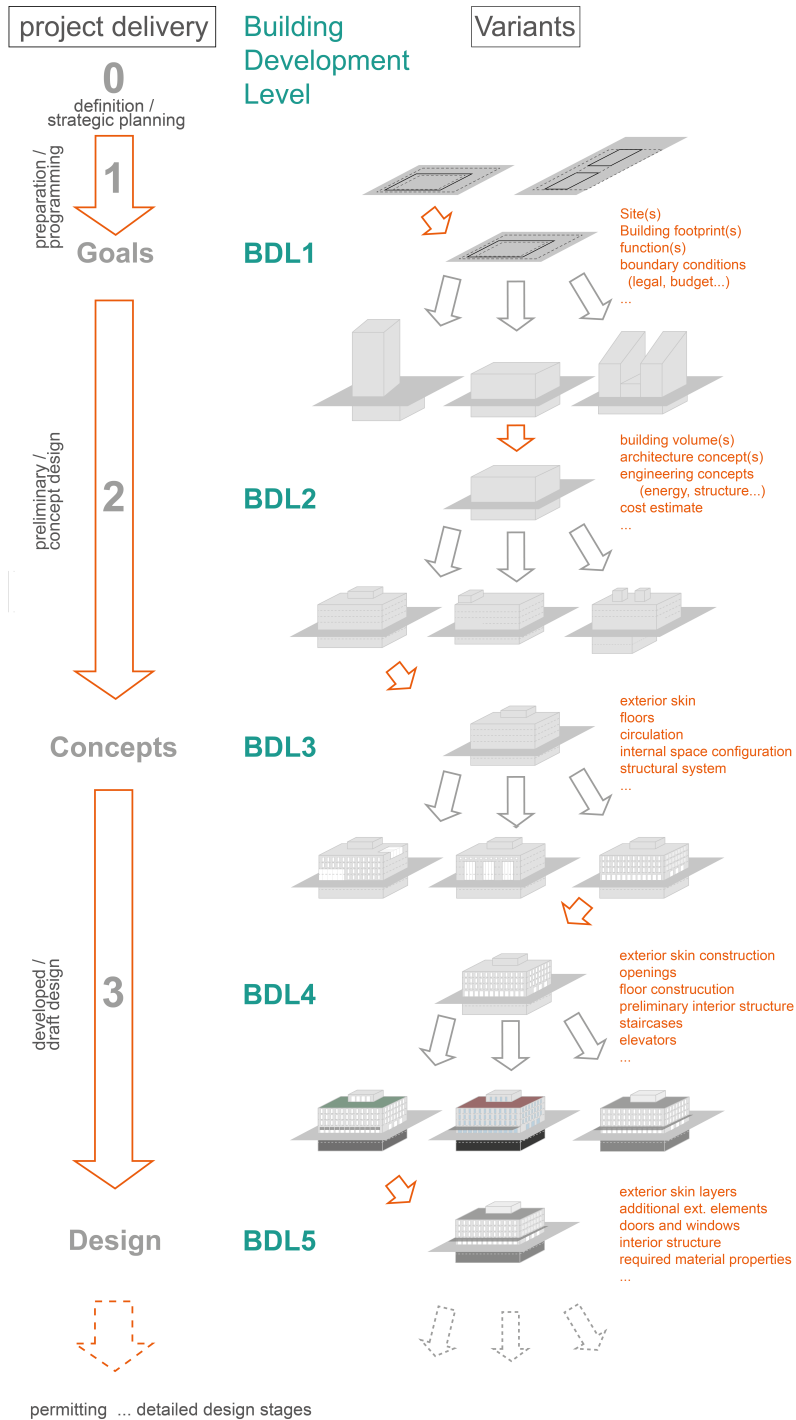 project delivery
Building
Development
Level
Variants
0
definition /
strategic planning
preparation /
programming
1
Goals
BDL1
Site(s)
Building footprint(s)
function(s)
boundary conditions
(legal, budget...)
...
preliminary /
concept design
2
BDL2
building volume(s)
architecture concept(s)
engineering concepts
(energy, structure...)
cost estimate
...
Concepts
BDL3
exterior skin
floors
circulation
internal space configuration
structural system
...
developed /
draft design
3
BDL4
exterior skin construction
openings
floor construcution
preliminary interior structure
staircases
elevators
...
Design
BDL5
exterior skin layers
additional ext. elements
doors and windows
interior structure
required material properties
...
permitting ... detailed design stages